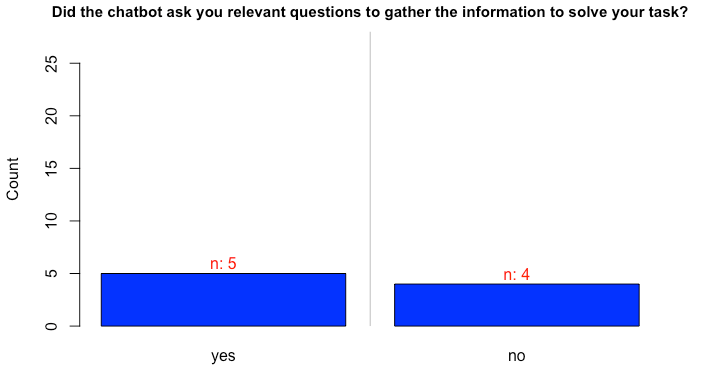 Did the chatbot ask you relevant questions to gather the information to solve your task?
Count
25
20
15
10
5
0
n: 5
n: 4
yes
no